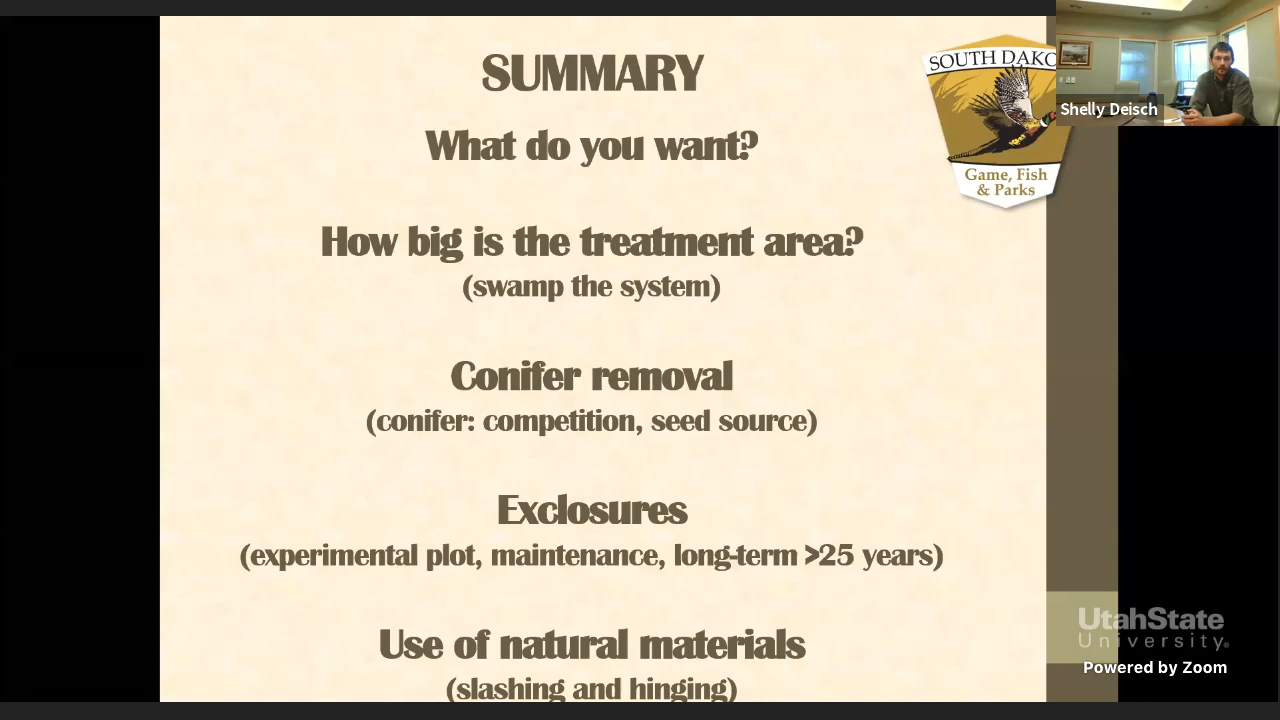 SUMMARY
What do you want?
How big is the treatment area?
(swamp the system)
Conifer removal
(conifer: competition, seed source)
Exclosures
(experimental plot, maintenance, long-term >25 years)
Use of natural materials
(slashing and hinging)
SOUTH DAKO
Game, Fish
& Parks
Shelly Deisch
UtahState
University®
Powered by Zoom